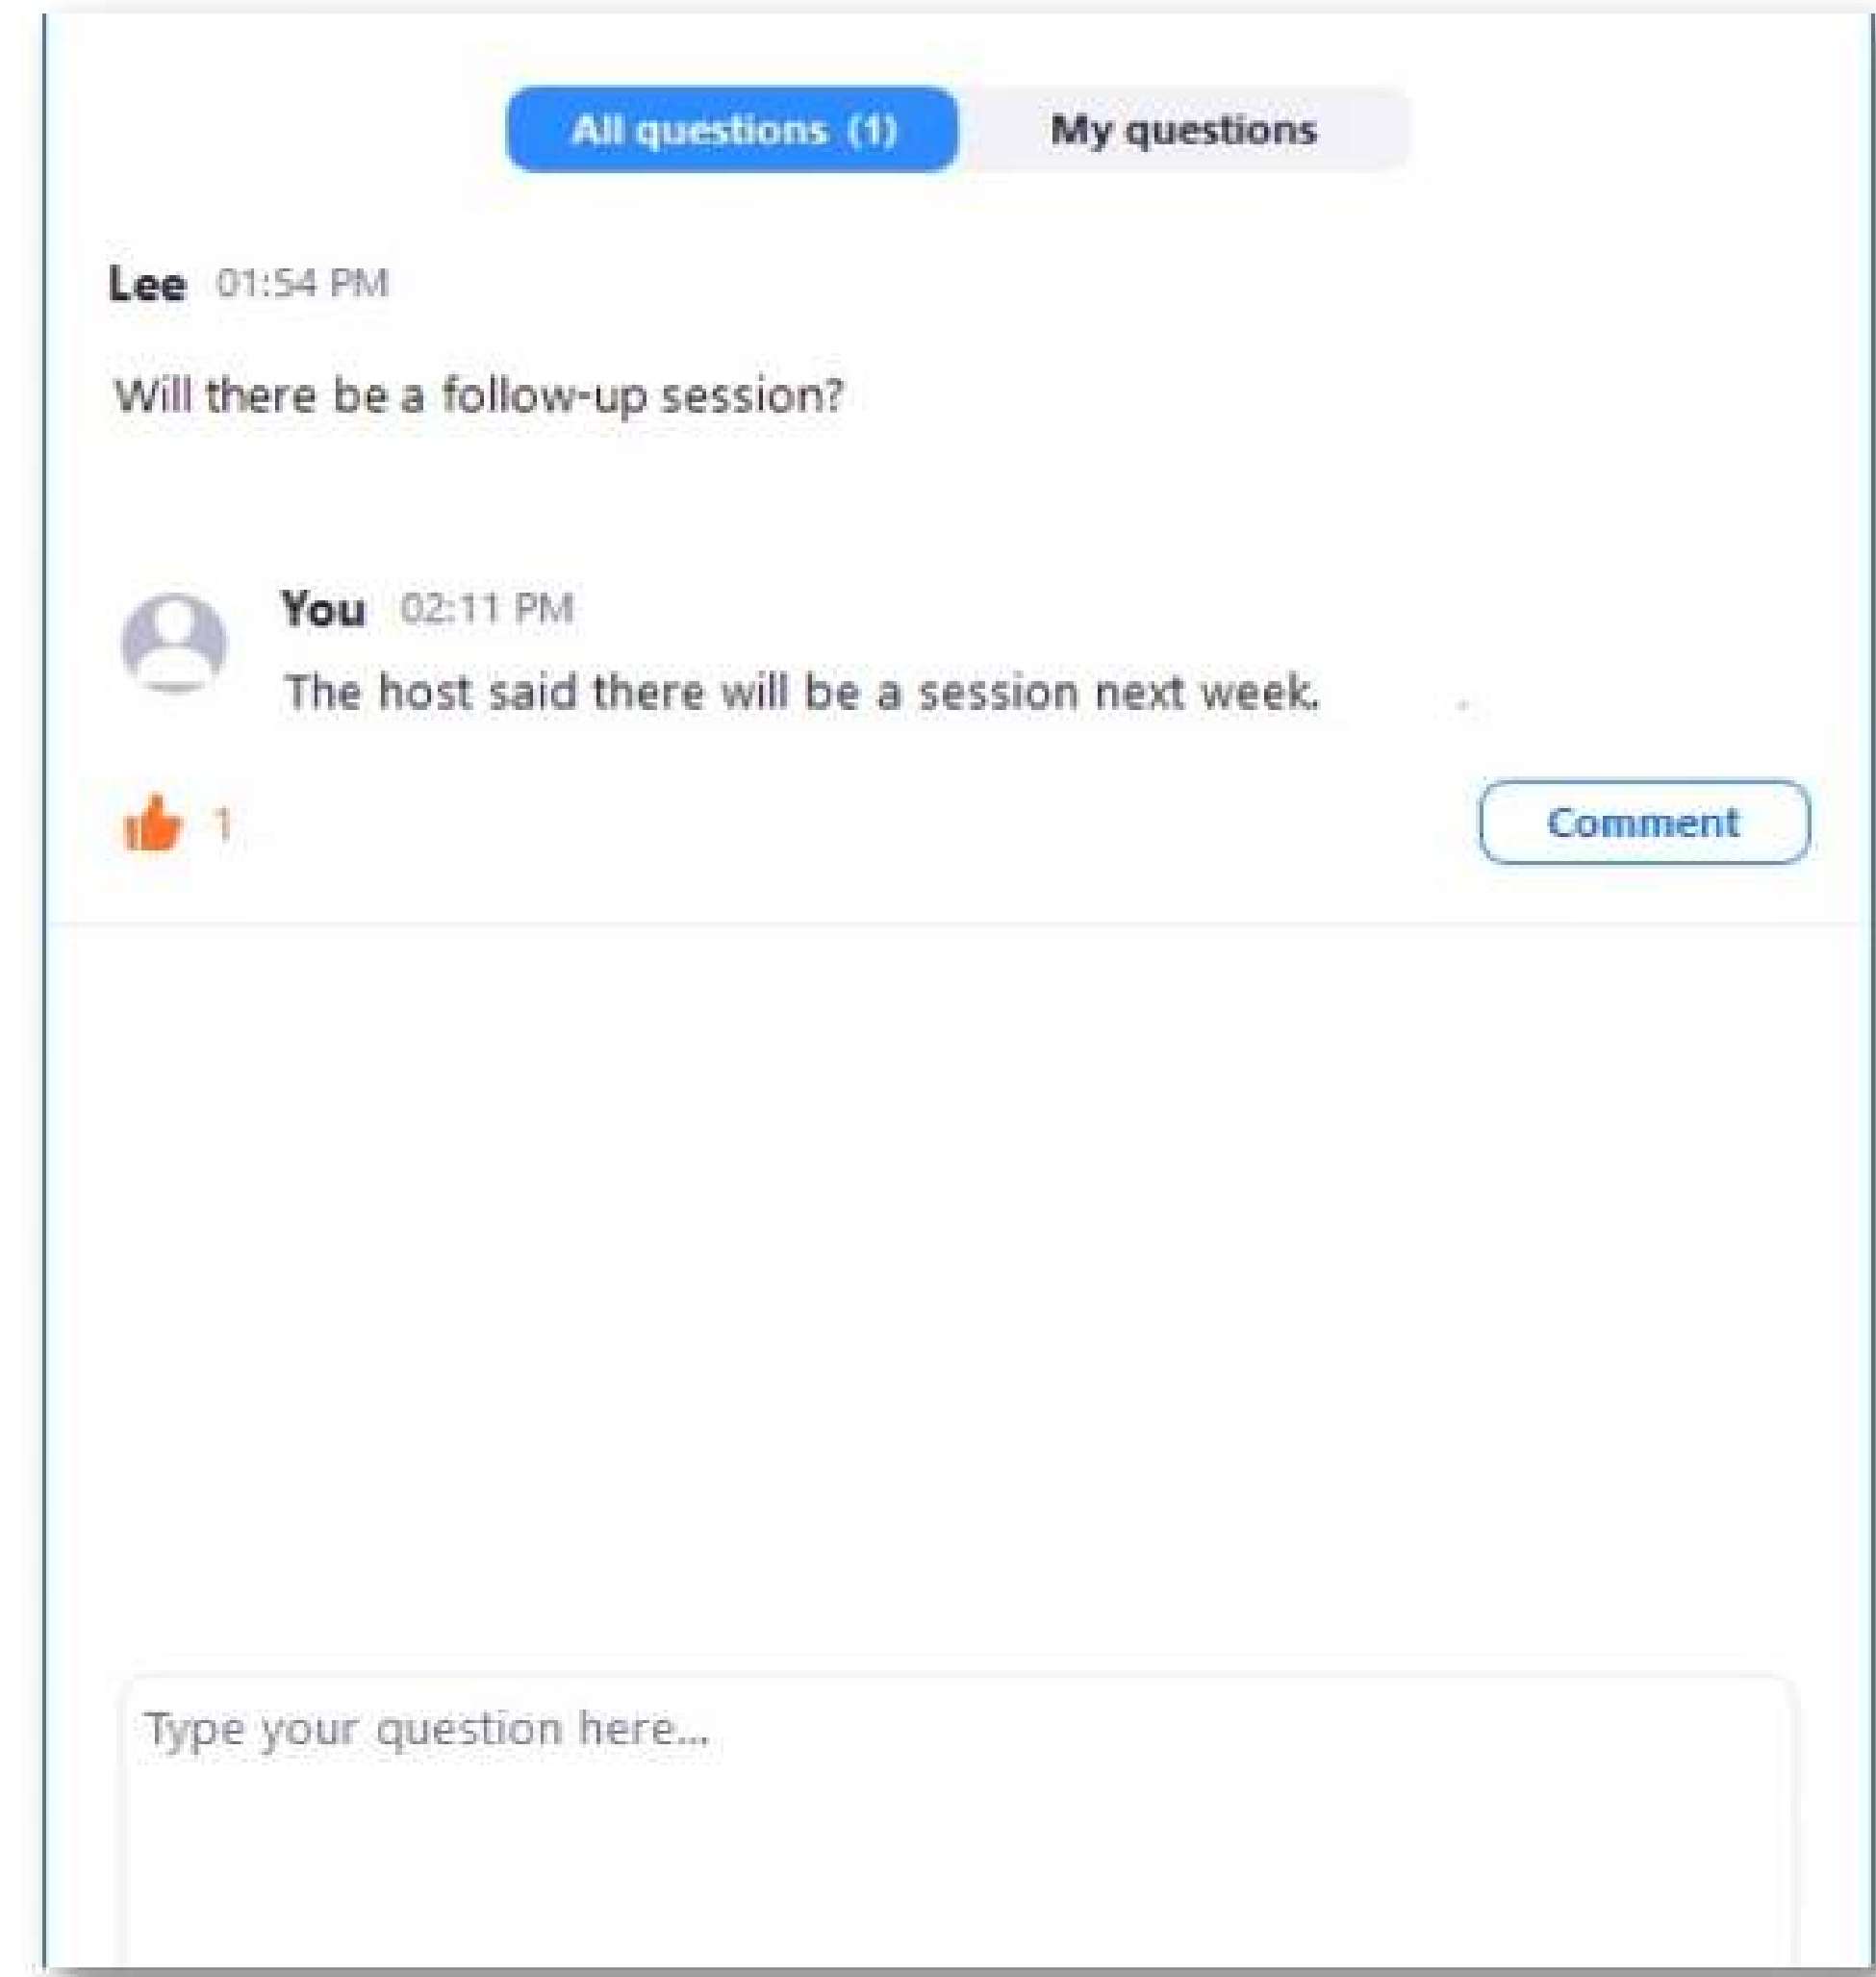 All questions (1) My questions
Lee 01:54 PM
Will there be a follow-up session?
You 02:11 PM
The host said there will be a session next week.
1 Comment
Type your question here...